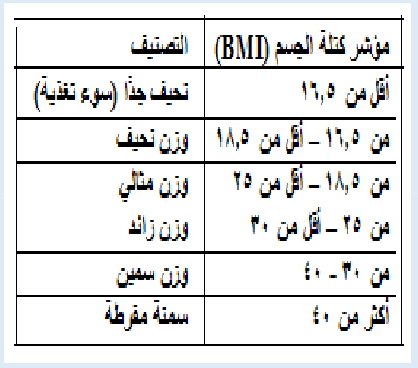 مؤشر كتلة الجسم (BMI) التصنيف
أقل من ١٦,٥ نحيف جدًا (سوء تغذية)
من ١٦,٥ – أقل من ١٨,٥ وزن نحيف
من ١٨,٥ – أقل من ٢٥ وزن مثالي
من ٢٥ – أقل من ٣٠ وزن زائد
من ٣٠ - ٤٠ وزن سمين
أكثر من ٤٠ سمنة مفرطة